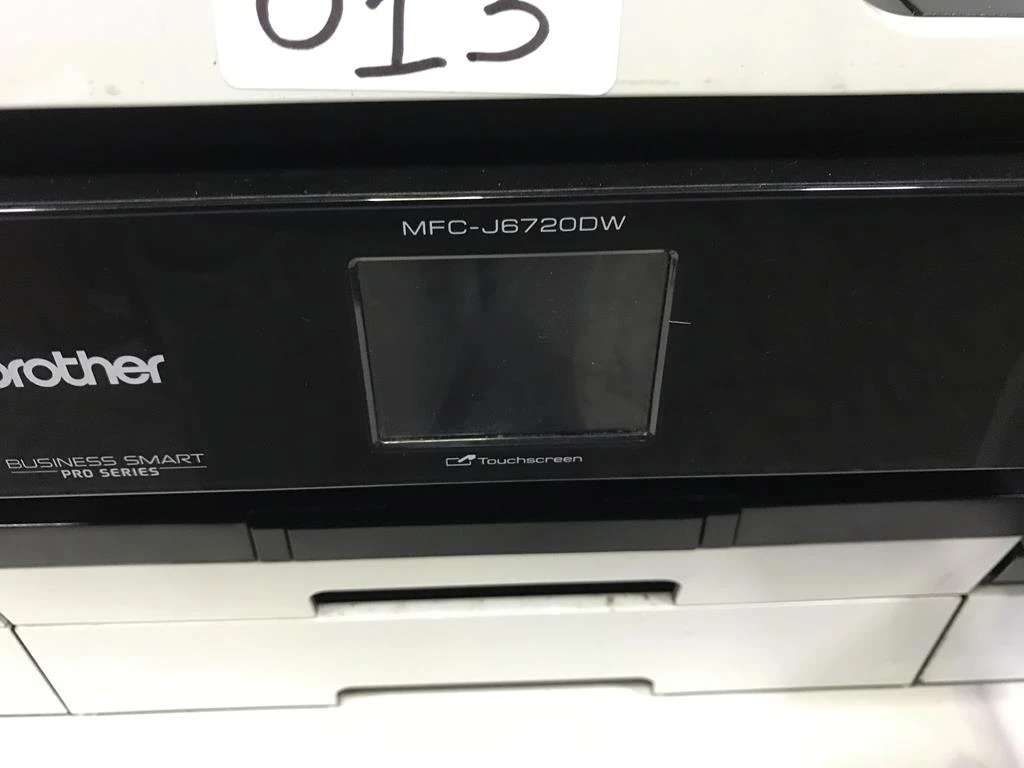 013
MFC-J6720DW
brother
BUSINESS SMART
PRO SERIES
Touchscreen